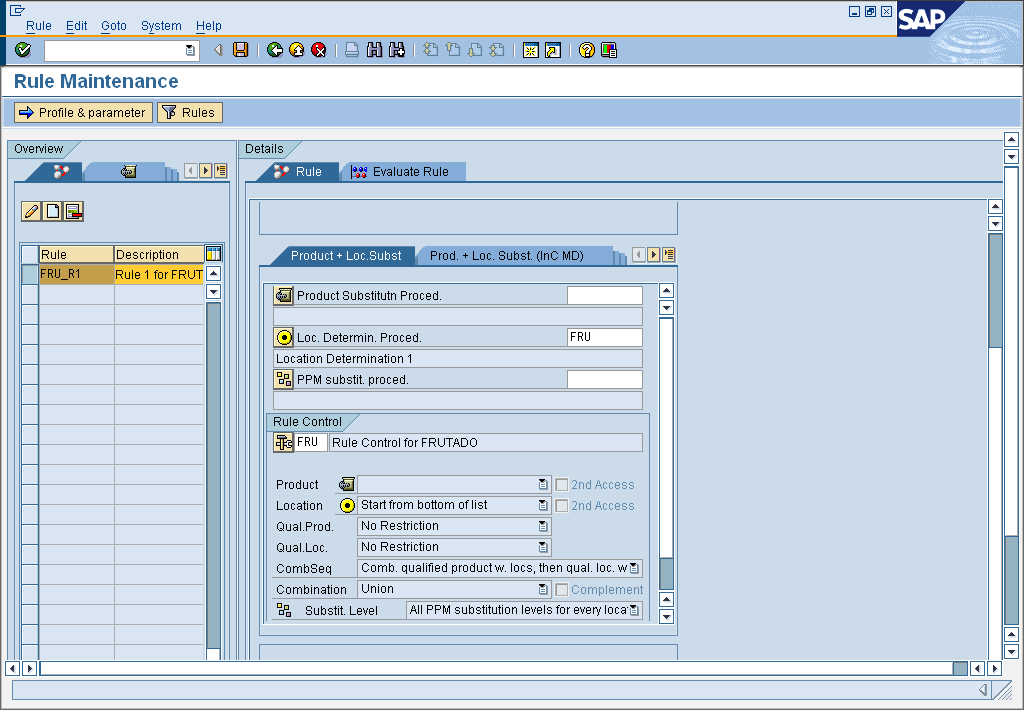 Rule Edit Goto System Help
SAP
Rule Maintenance
Profile & parameter Rules
Overview
Details
Rule Evaluate Rule
Product + Loc.Subst Prod. + Loc. Subst. (InC MD)
Rule Description
FRU_R1 Rule 1 for FRUT
Product Substitutn Proced.
Loc. Determin. Proced. FRU
Location Determination 1
PPM substit. proced.
Rule Control
FRU Rule Control for FRUTADO
Product 2nd Access
Location Start from bottom of list 2nd Access
Qual.Prod. No Restriction
Qual.Loc. No Restriction
CombSeq Comb. qualified product w. locs, then qual. loc. w
Combination Union Complement
Substit. Level All PPM substitution levels for every loca